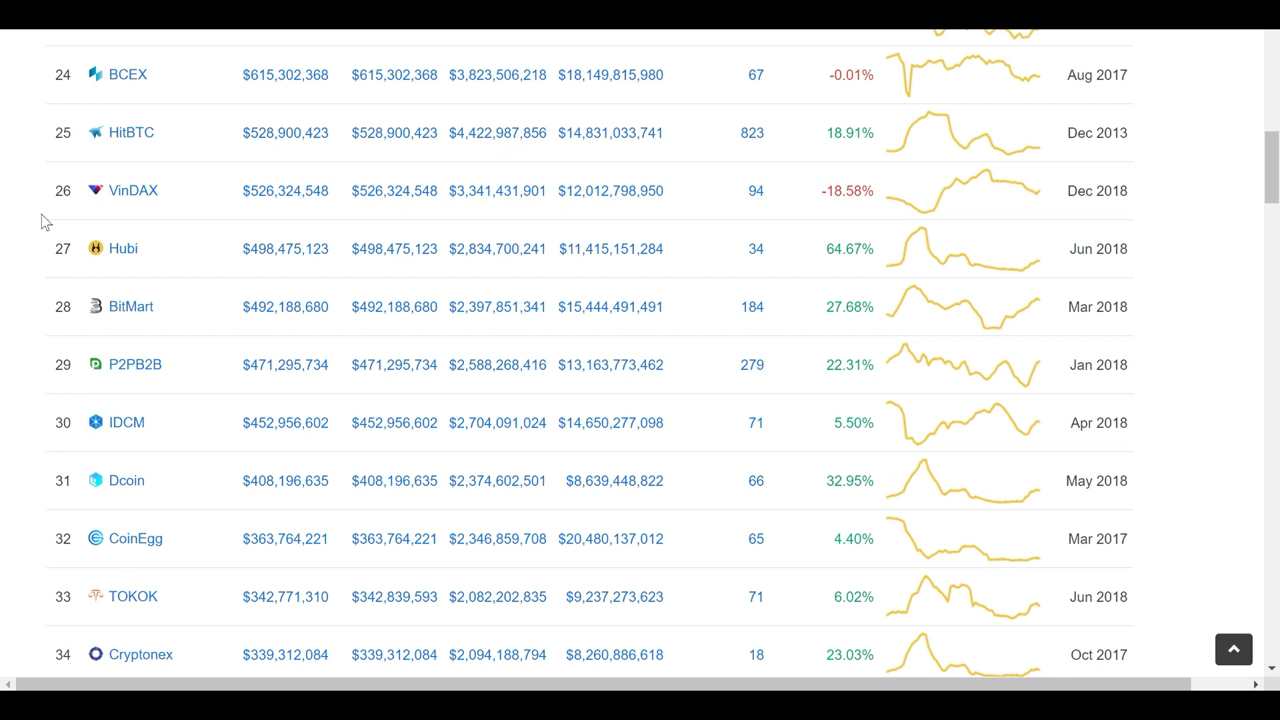 24 BCEX $615,302,368 $615,302,368 $3,823,506,218 $18,149,815,980 67 -0.01% Aug 2017
25 HitBTC $528,900,423 $528,900,423 $4,422,987,856 $14,831,033,741 823 18.91% Dec 2013
26 VinDAX $526,324,548 $526,324,548 $3,341,431,901 $12,012,798,950 94 -18.58% Dec 2018
27 Hubi $498,475,123 $498,475,123 $2,834,700,241 $11,415,151,284 34 64.67% Jun 2018
28 BitMart $492,188,680 $492,188,680 $2,397,851,341 $15,444,491,491 184 27.68% Mar 2018
29 P2PB2B $471,295,734 $471,295,734 $2,588,268,416 $13,163,773,462 279 22.31% Jan 2018
30 IDCM $452,956,602 $452,956,602 $2,704,091,024 $14,650,277,098 71 5.50% Apr 2018
31 Dcoin $408,196,635 $408,196,635 $2,374,602,501 $8,639,448,822 66 32.95% May 2018
32 CoinEgg $363,764,221 $363,764,221 $2,346,859,708 $20,480,137,012 65 4.40% Mar 2017
33 TOKOK $342,771,310 $342,839,593 $2,082,202,835 $9,237,273,623 71 6.02% Jun 2018
34 Cryptonex $339,312,084 $339,312,084 $2,094,188,794 $8,260,886,618 18 23.03% Oct 2017